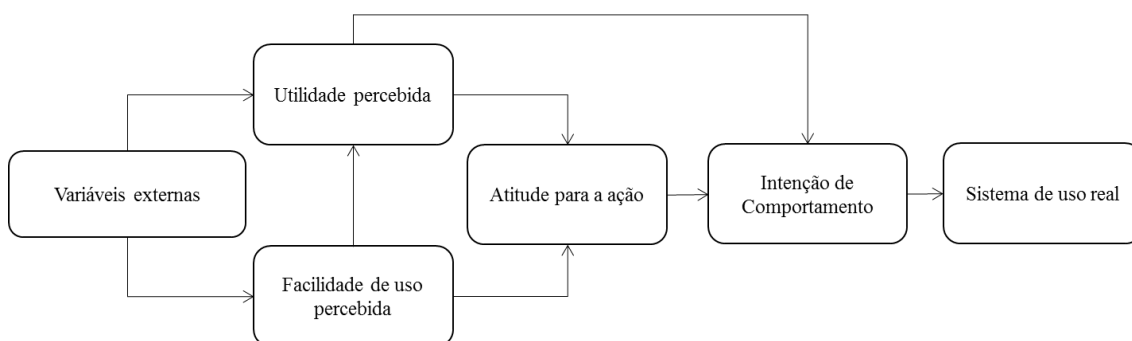 Utilidade percebida
Variáveis externas
Atitude para a ação
Intenção de
Comportamento
Sistema de uso real
Facilidade de uso
percebida